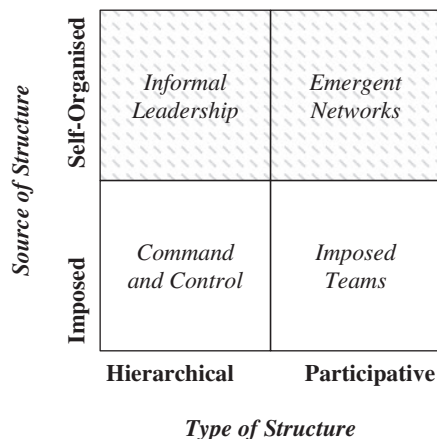 Source of Structure
Self-Organised
Imposed
Informal
Leadership
Emergent
Networks
Command
and Control
Imposed
Teams
Hierarchical
Participative
Type of Structure